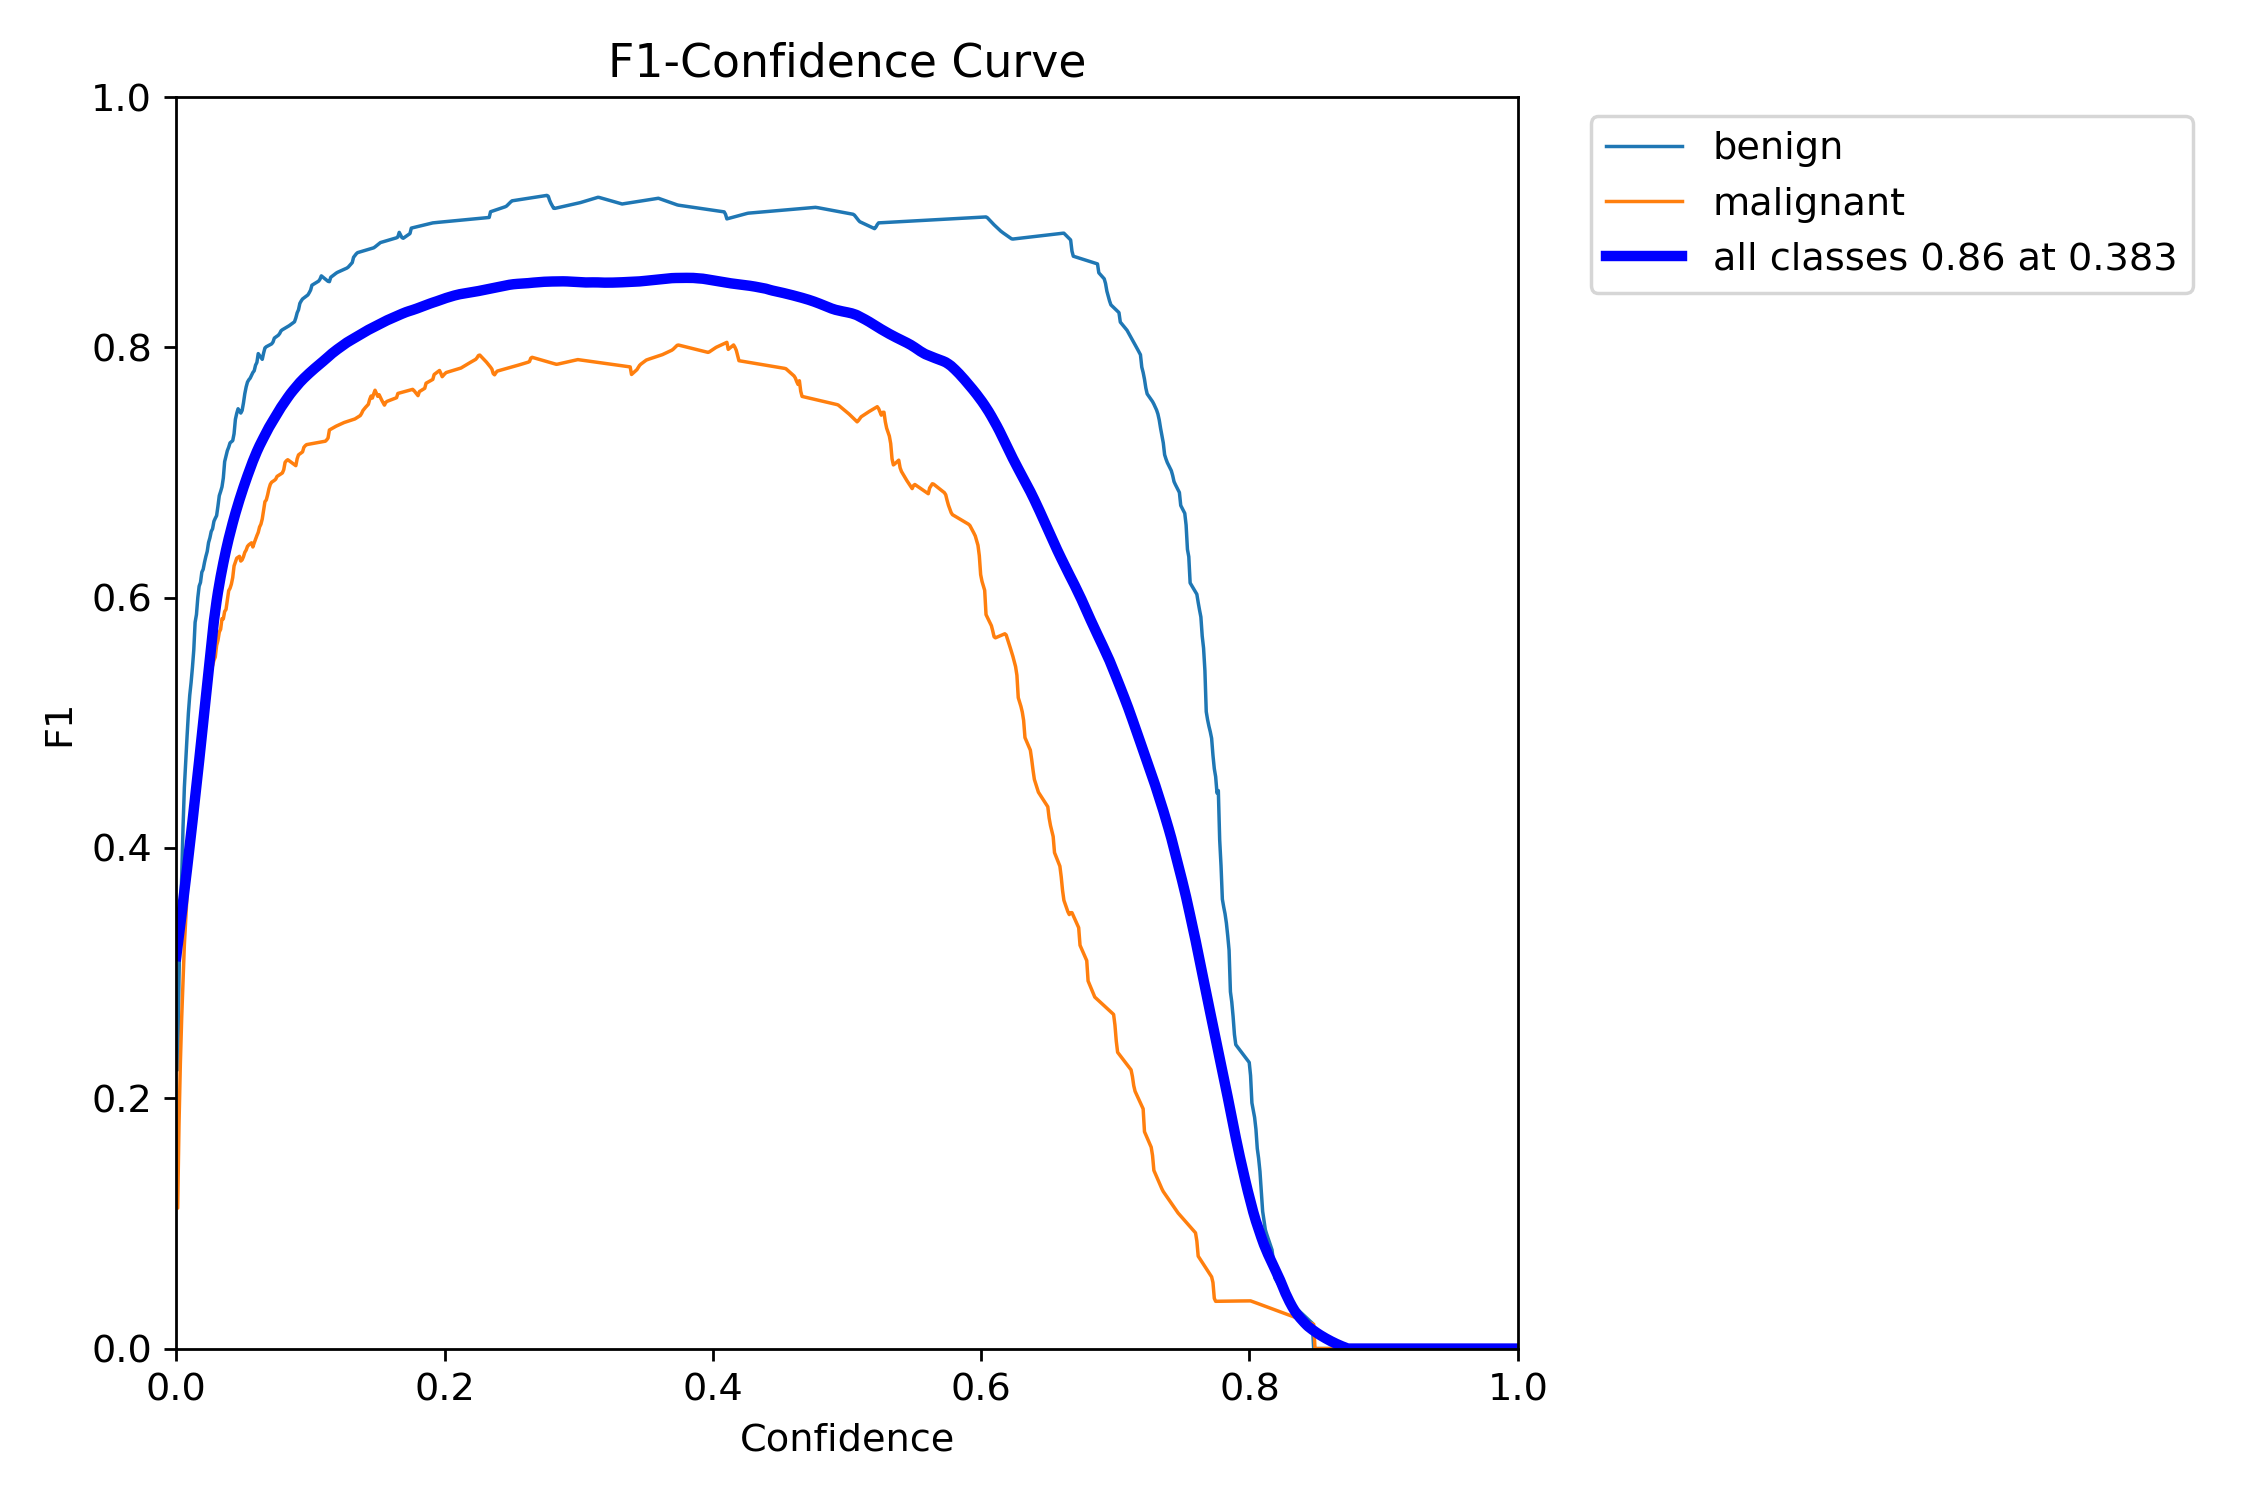 F1-Confidence Curve
1.0
0.8
0.6
0.4
0.2
0.0
F1
0.0 0.2 0.4 0.6 0.8 1.0
Confidence
benign
malignant
all classes 0.86 at 0.383